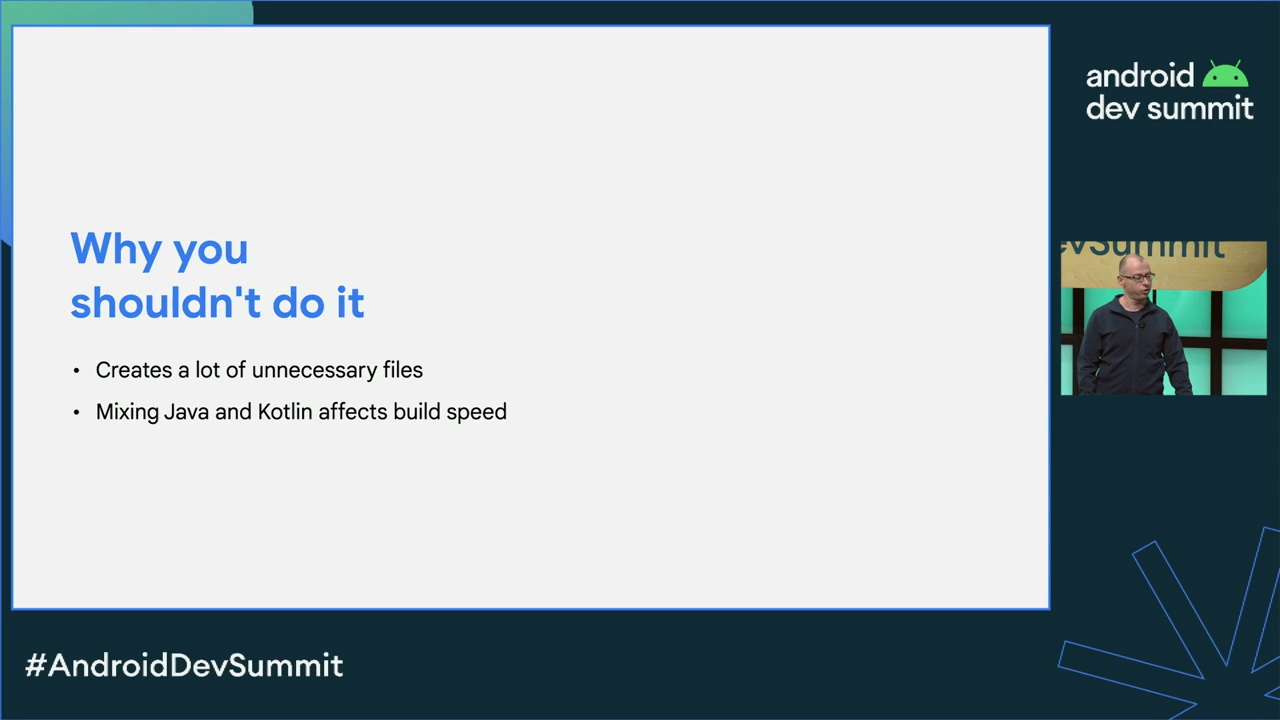 android
dev summit
Why you
shouldn't do it
• Creates a lot of unnecessary files
• Mixing Java and Kotlin affects build speed
evSummit
#AndroidDevSummit